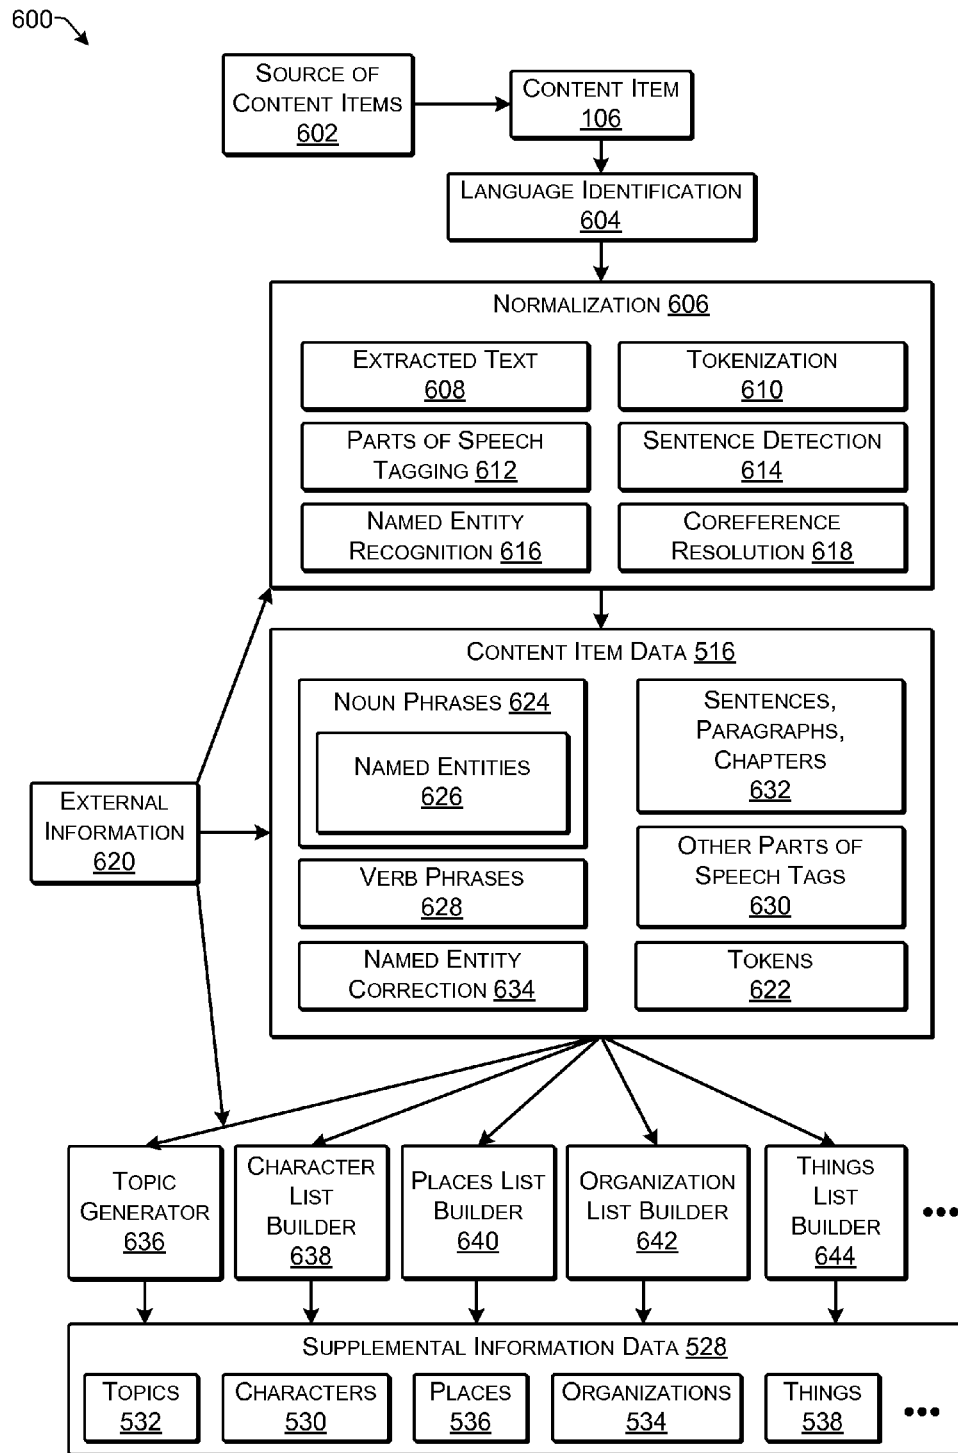 600
SOURCE OF
CONTENT ITEMS
602
CONTENT ITEM
106
LANGUAGE IDENTIFICATION
604
NORMALIZATION 606
EXTRACTED TEXT
608
TOKENIZATION
610
PARTS OF SPEECH
TAGGING 612
SENTENCE DETECTION
614
NAMED ENTITY
RECOGNITION 616
COREFERENCE
RESOLUTION 618
CONTENT ITEM DATA 516
NOUN PHRASES 624
NAMED ENTITIES
626
SENTENCES,
PARAGRAPHS,
CHAPTERS
632
EXTERNAL
INFORMATION
620
VERB PHRASES
628
OTHER PARTS OF
SPEECH TAGS
630
NAMED ENTITY
CORRECTION 634
TOKENS
622
TOPIC
GENERATOR
636
CHARACTER
LIST
BUILDER
638
PLACES LIST
BUILDER
640
ORGANIZATION
LIST BUILDER
642
THINGS
LIST
BUILDER
644
•••
SUPPLEMENTAL INFORMATION DATA 528
TOPICS
532
CHARACTERS
530
PLACES
536
ORGANIZATIONS
534
THINGS
538
•••